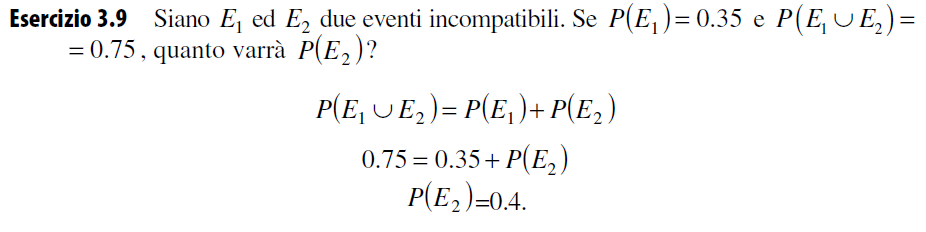 Esercizio 3.9 Siano E₁ ed E₂ due eventi incompatibili. Se P(E₁)= 0.35 e P(E₁ ∪ E₂)=
= 0.75, quanto varrà P(E₂)?
P(E₁ ∪ E₂)= P(E₁)+ P(E₂)
0.75 = 0.35+ P(E₂)
P(E₂)=0.4.